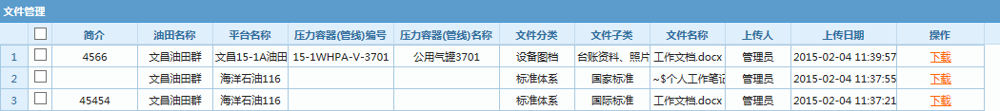 文件管理
简介 油田名称 平台名称 压力容器(管线)编号 压力容器(管线)名称 文件分类 文件子类 文件名称 上传人 上传日期 操作
1 4566 文昌油田群 文昌15-1A油田 15-1WHPA-V-3701 公用气罐3701 设备图档 台账资料、照片 工作文档.docx 管理员 2015-02-04 11:39:57 下载
2 文昌油田群 海洋石油116 标准体系 国家标准 ~$个人工作笔记 管理员 2015-02-04 11:37:55 下载
3 45454 文昌油田群 海洋石油116 标准体系 国际标准 工作文档.docx 管理员 2015-02-04 11:37:21 下载